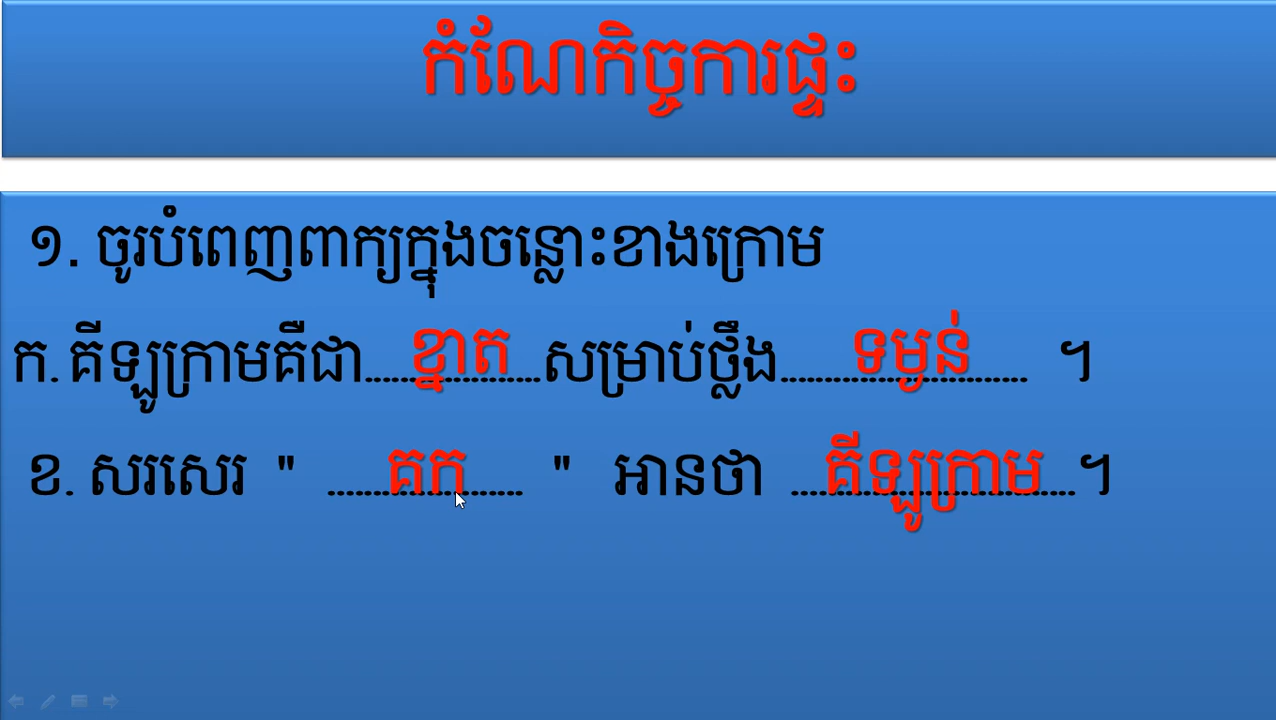 កំណែកិច្ចការផ្ទះ
១. ចូរបំពេញពាក្យក្នុងចន្លោះខាងក្រោម
ក. គីឡូក្រាមគឺជា....................ខ្នាត....................សម្រាប់ថ្លឹង....................ទម្ងន់.................... ។
ខ. សរសេរ " ....................គក.................... " អានថា ....................គីឡូក្រាម....................។